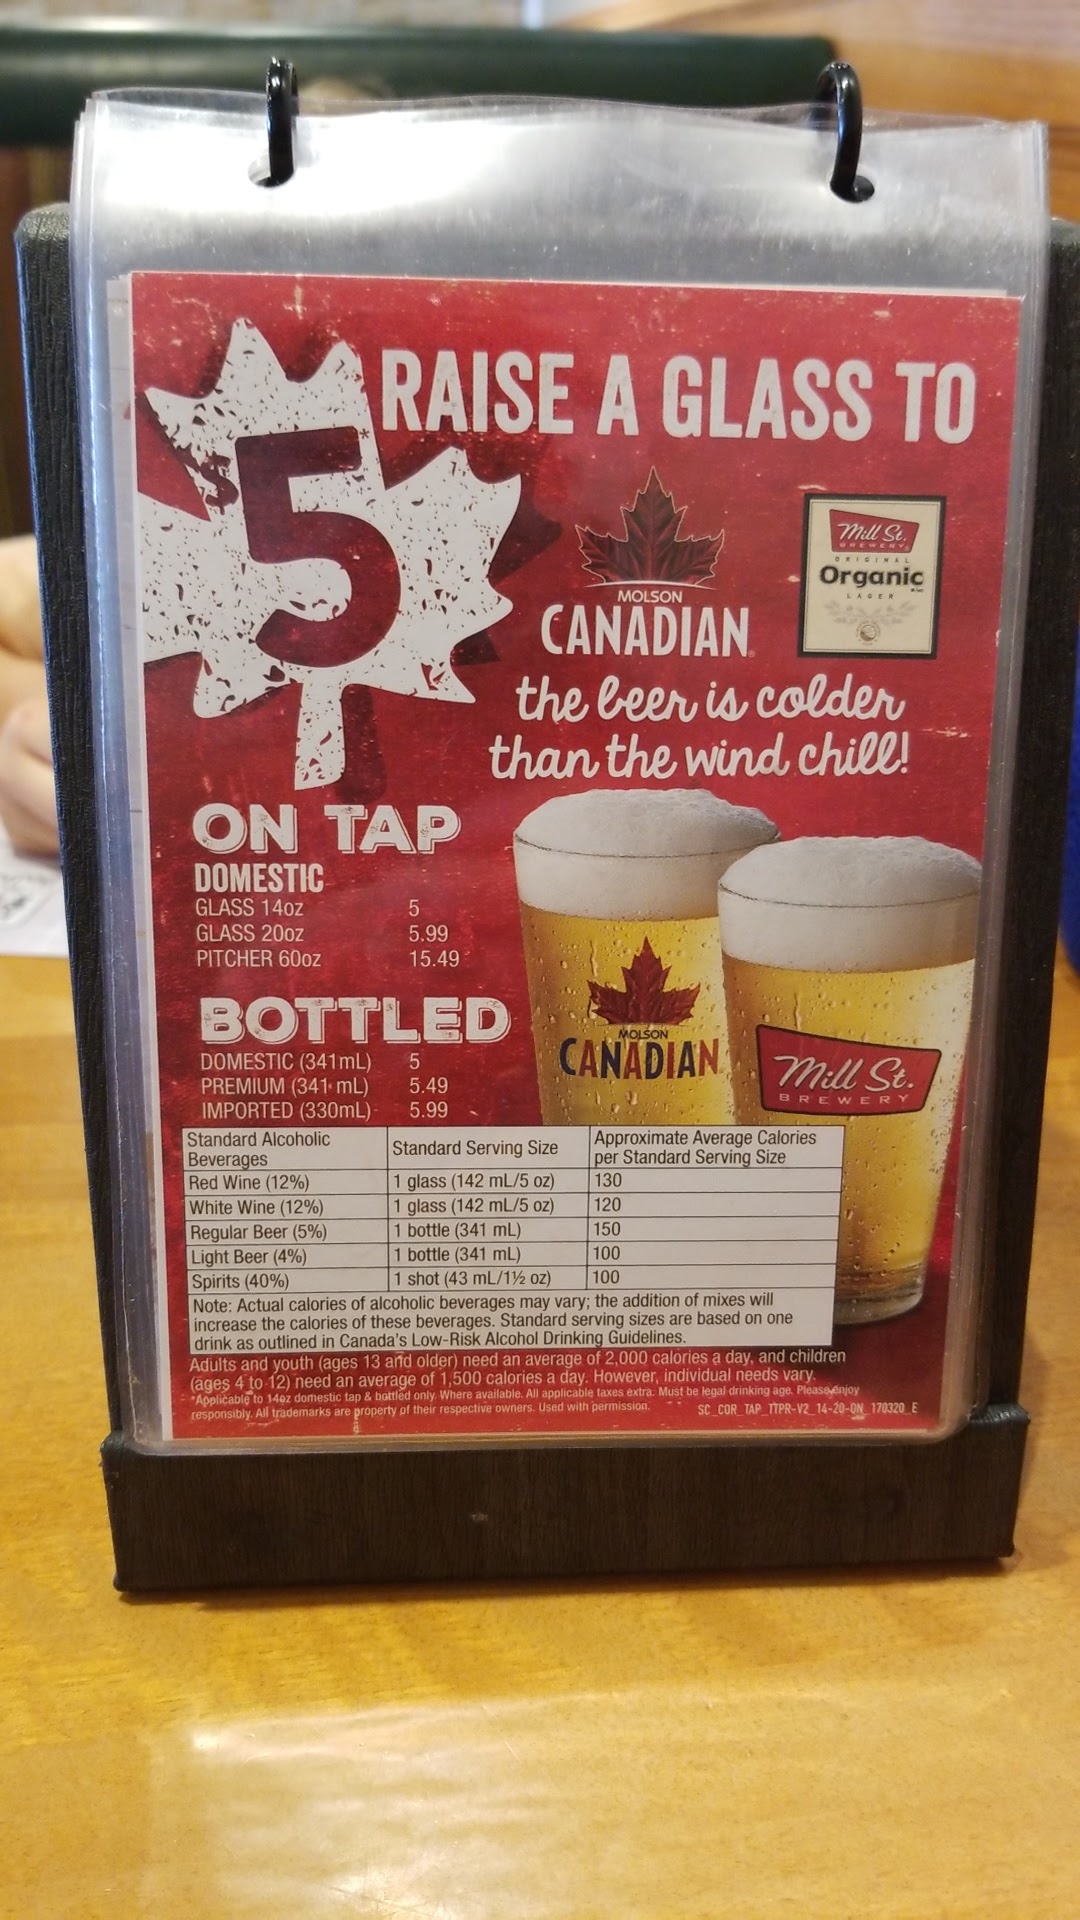 RAISE A GLASS TO
$5*
MOLSON
CANADIAN
Mill St.
BREWERY
ORIGINAL
Organic
LAGER
the beer is colder
than the wind chill!
ON TAP
DOMESTIC
GLASS 14oz 5
GLASS 20oz 5.99
PITCHER 60oz 15.49
BOTTLED
DOMESTIC (341mL) 5
PREMIUM (341 mL) 5.49
IMPORTED (330mL) 5.99
MOLSON
CANADIAN
Mill St.
BREWERY
Standard Alcoholic Beverages Standard Serving Size Approximate Average Calories per Standard Serving Size
Red Wine (12%) 1 glass (142 mL/5 oz) 130
White Wine (12%) 1 glass (142 mL/5 oz) 120
Regular Beer (5%) 1 bottle (341 mL) 150
Light Beer (4%) 1 bottle (341 mL) 100
Spirits (40%) 1 shot (43 mL/1½ oz) 100
Note: Actual calories of alcoholic beverages may vary; the addition of mixes will
increase the calories of these beverages. Standard serving sizes are based on one
drink as outlined in Canada's Low-Risk Alcohol Drinking Guidelines.
Adults and youth (ages 13 and older) need an average of 2,000 calories a day, and children
(ages 4 to 12) need an average of 1,500 calories a day. However, individual needs vary.
*Applicable to 14oz domestic tap & bottled only. Where available. All applicable taxes extra. Must be legal drinking age. Please enjoy
responsibly. All trademarks are property of their respective owners. Used with permission. SC_COR_TAP_TTPR-V2_14-20-ON_170320_E